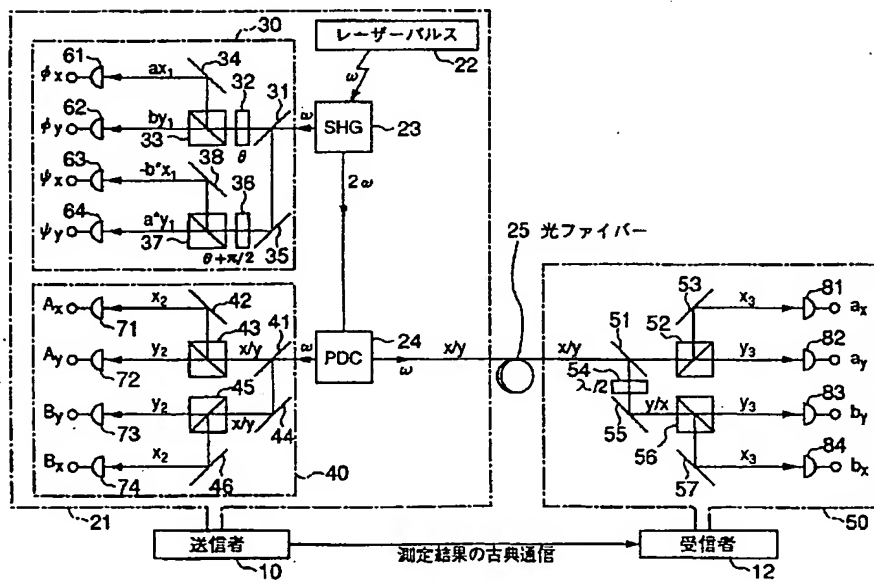 30
レーザーパルス
22
61
34
ax₁
φx
32
31
ω
62
by₁
φy
33
θ
ω
SHG
23
63
38
-b*x₁
ψx
36
2ω
64
a*y₁
ψy
37
θ+π/2
35
25 光ファイバー
Ax
x₂
42
71
43
41
Ay
y₂
x/y
72
ω
PDC
24
x/y
ω
45
By
y₂
x/y
73
44
Bx
x₂
46
74
40
21
x/y
51
53
x₃
81
ax
52
54
y₃
82
ay
λ/2
55
y/x
y₃
83
by
56
57
x₃
84
bx
50
送信者
10
測定結果の古典通信
受信者
12